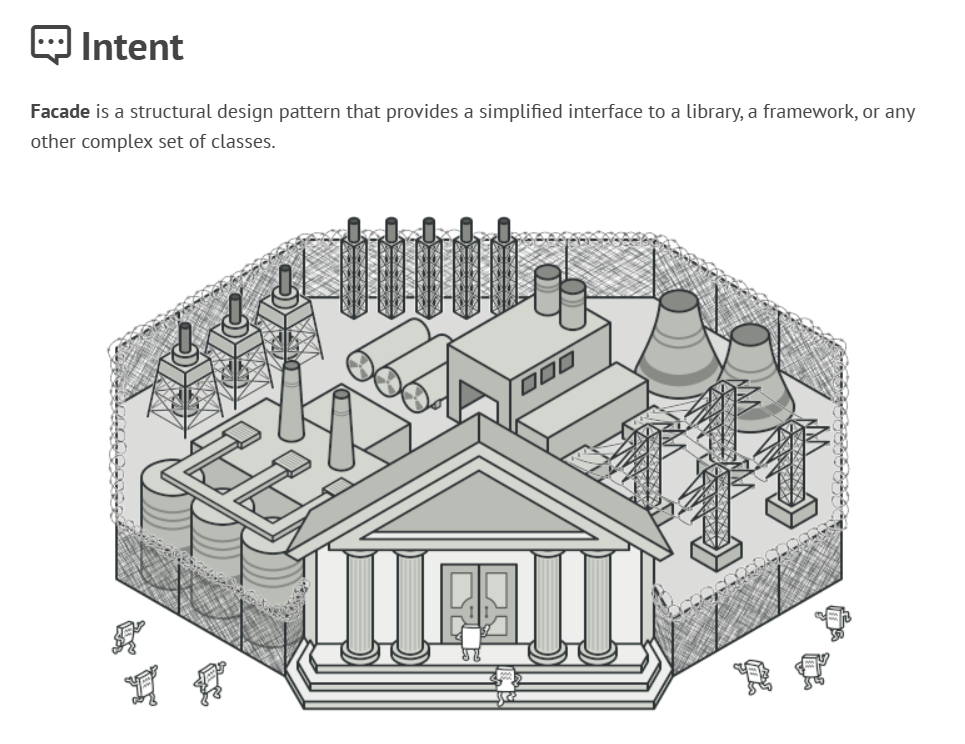 Intent
Facade is a structural design pattern that provides a simplified interface to a library, a framework, or any
other complex set of classes.